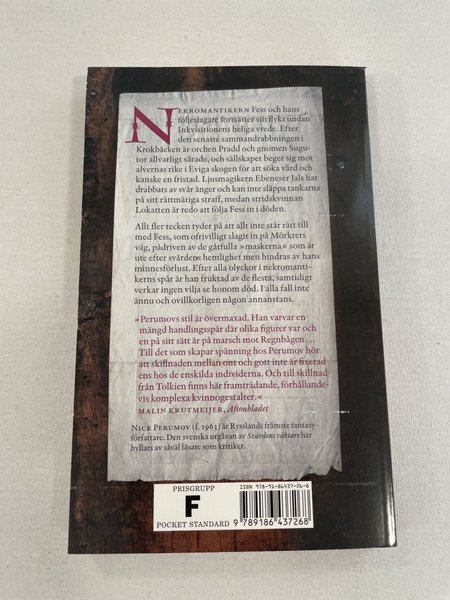 NEKROMANTIKERN Fess och hans
följeslagare fortsätter sin flykt undan
Inkvisitionens heliga vrede. Efter
den senaste sammandrabbningen i
Krokbäcken är orchen Pradd och gnomen Sugu-
tor allvarligt sårade, och sällskapet beger sig mot
alvernas rike i Eviga skogen för att söka vård och
kanske en fristad. Ljusmagikern Ebeneser Jals har
drabbats av svår ånger och kan inte släppa tankarna
på sitt rättmätiga straff, medan stridskvinnan
Lokatten är redo att följa Fess in i döden.
Allt fler tecken tyder på att allt inte står rätt till
med Fess, som ofrivilligt slagit in på Mörkrets
väg, pådriven av de gåtfulla »maskerna« som är
ute efter svärdens hemlighet men hindras av hans
minnesförlust. Efter alla olyckor i nekromanti-
kerns spår är han fruktad av de flesta, samtidigt
verkar ingen vilja se honom död. I alla fall inte
ännu och ovillkorligen någon annanstans.
»Perumovs stil är övermaxad. Han varvar en
mängd handlingsspår där olika figurer var och
en på sitt sätt är på marsch mot Regnbågen…
Till det som skapar spänning hos Perumov hör
att skillnaden mellan ont och gott inte är fixerad
ens hos de enskilda individerna. Och till skillnad
från Tolkien finns här framträdande, förhållande-
vis komplexa kvinnogestalter.«
MALIN KRUTMEIJER, Aftonbladet
NICK PERUMOV (f. 1963) är Rysslands främste fantasy-
författare. Den svenska utgåvan av Svärdens väktare har
hyllats av såväl läsare som kritiker.
PRISGRUPP
F
POCKET STANDARD
ISBN 978-91-86437-26-8
9 789186 437268